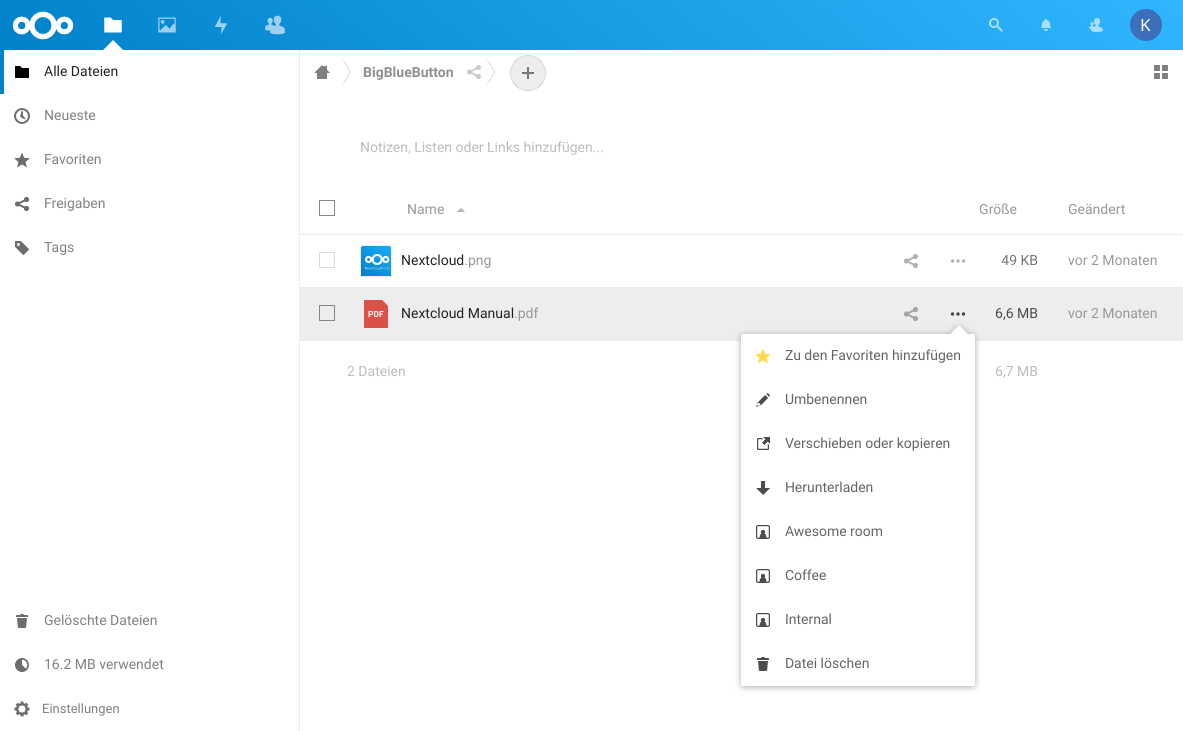 K
Alle Dateien
Neueste
Favoriten
Freigaben
Tags
Gelöschte Dateien
16.2 MB verwendet
Einstellungen
BigBlueButton
Notizen, Listen oder Links hinzufügen...
Name Größe Geändert
Nextcloud.png 49 KB vor 2 Monaten
PDF Nextcloud Manual.pdf 6,6 MB vor 2 Monaten
2 Dateien 6,7 MB
Zu den Favoriten hinzufügen
Umbenennen
Verschieben oder kopieren
Herunterladen
Awesome room
Coffee
Internal
Datei löschen